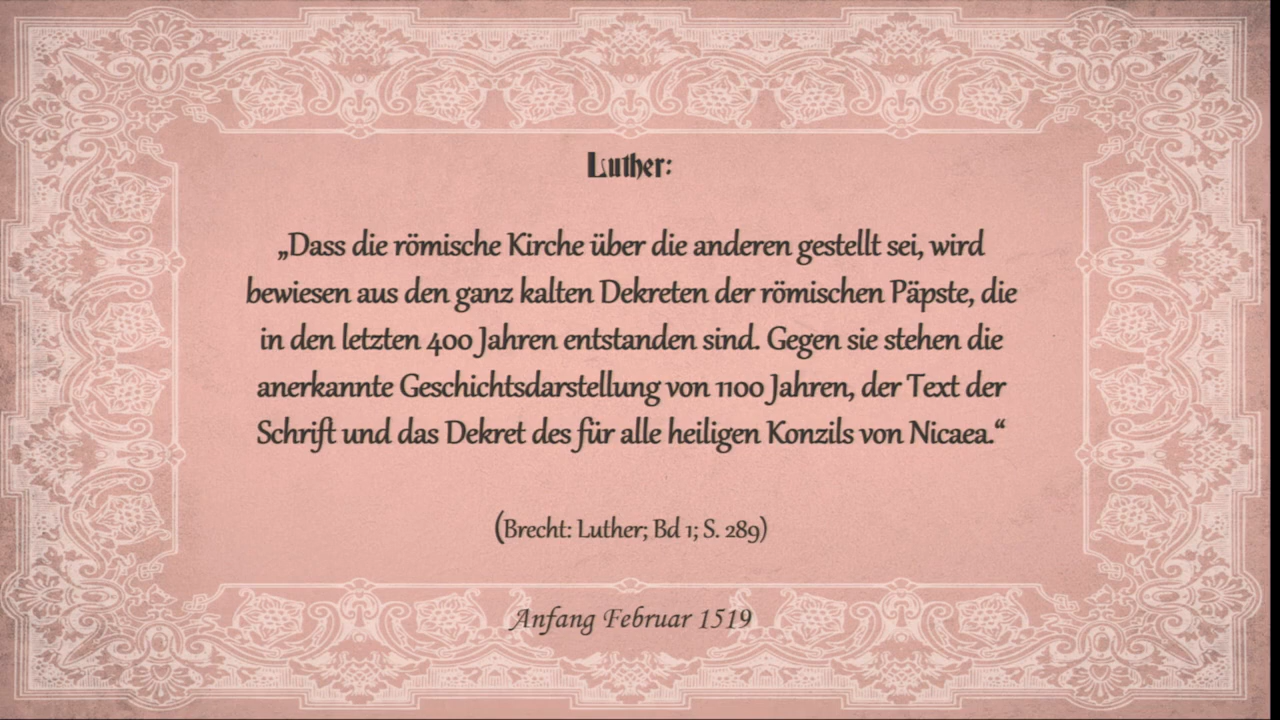 Luther:
„Dass die römische Kirche über die anderen gestellt sei, wird
bewiesen aus den ganz kalten Dekreten der römischen Päpste, die
in den letzten 400 Jahren entstanden sind. Gegen sie stehen die
anerkannte Geschichtsdarstellung von 1100 Jahren, der Text der
Schrift und das Dekret des für alle heiligen Konzils von Nicaea.“
(Brecht: Luther; Bd 1; S. 289)
Anfang Februar 1519